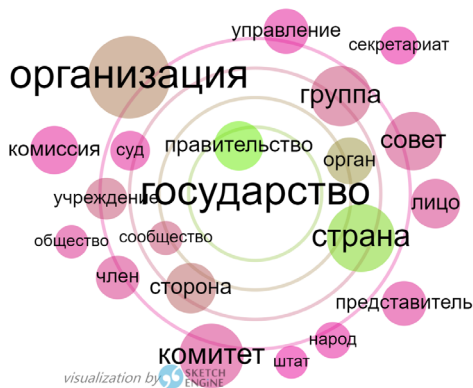 управление
секретариат
организация
группа
комиссия
суд
правительство
совет
орган
учреждение
государство
лицо
общество
сообщество
страна
член
сторона
представитель
народ
комитет
штат
visualization by SKETCH ENGINE